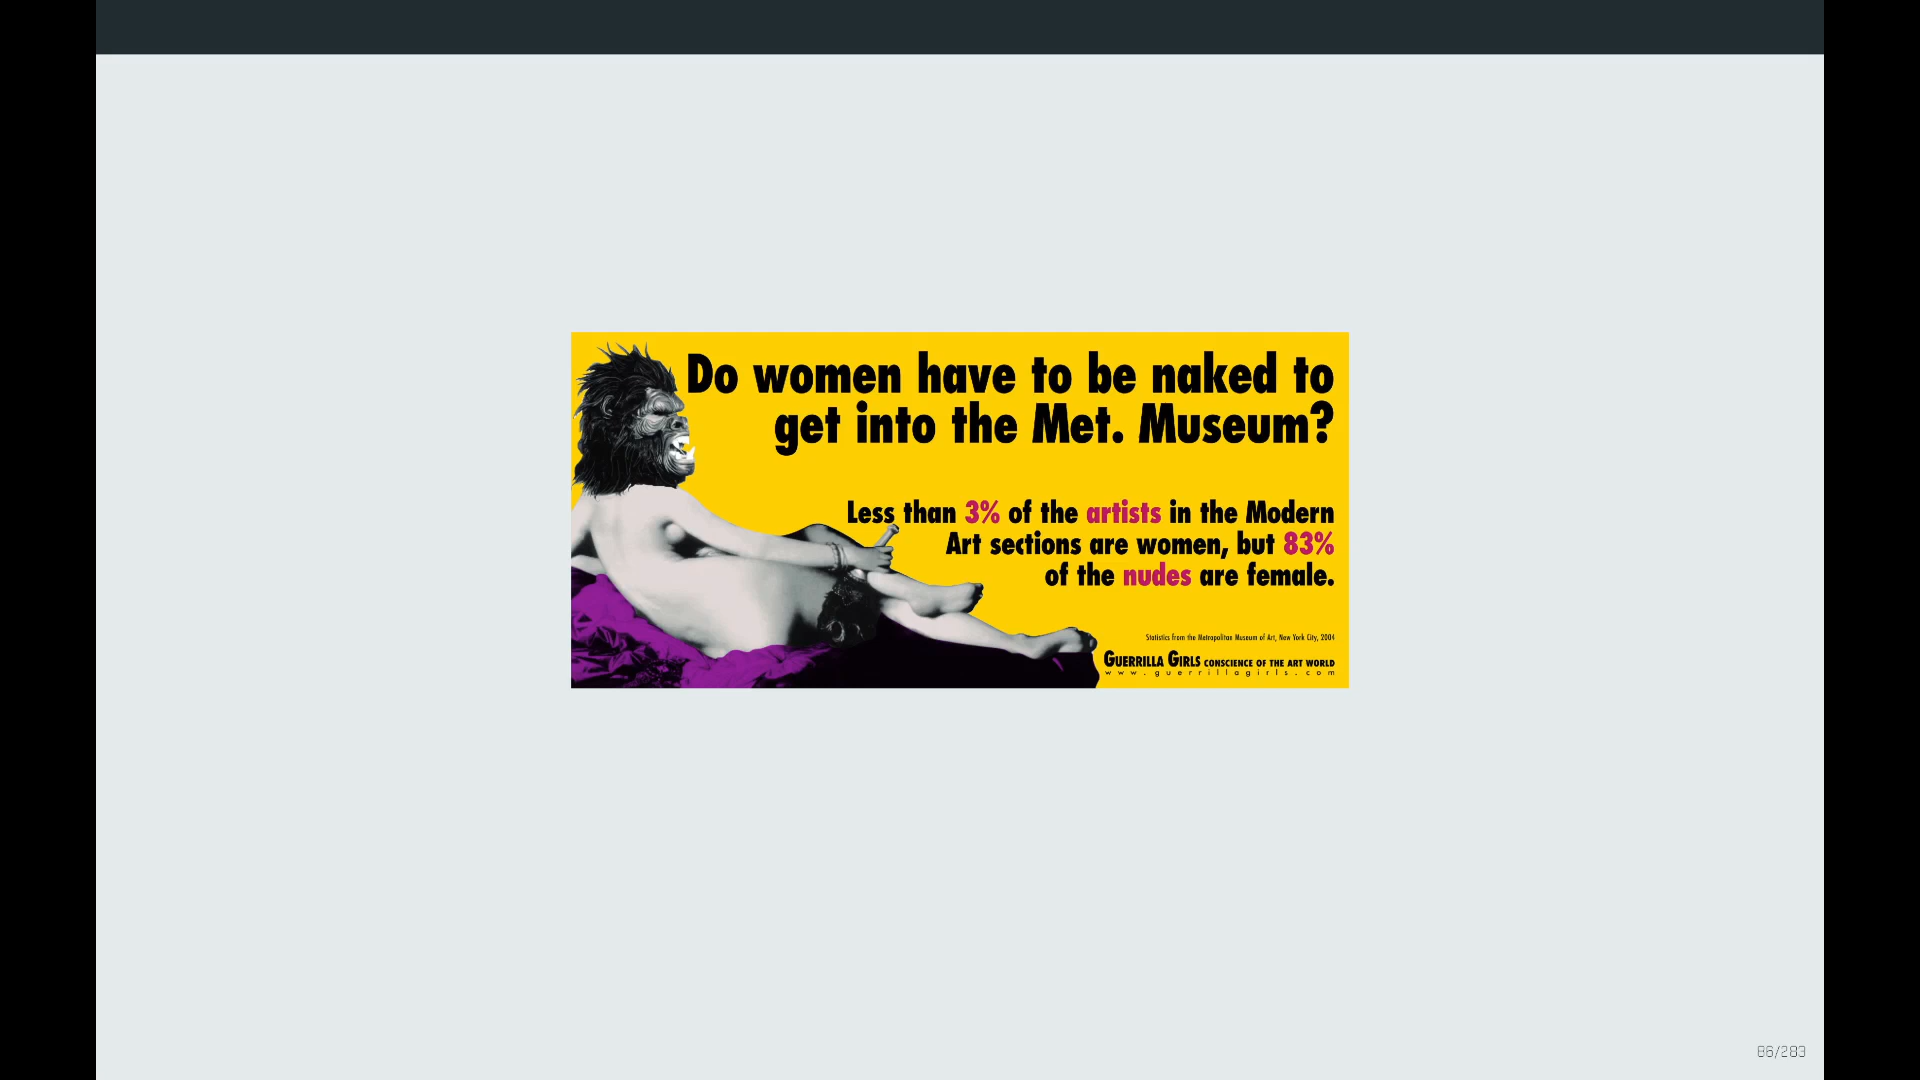 Do women have to be naked to
get into the Met. Museum?
Less than 3% of the artists in the Modern
Art sections are women, but 83%
of the nudes are female.
Statistics from the Metropolitan Museum of Art, New York City, 2004
GUERRILLA GIRLS CONSCIENCE OF THE ART WORLD
www.guerrillagirls.com
86/283